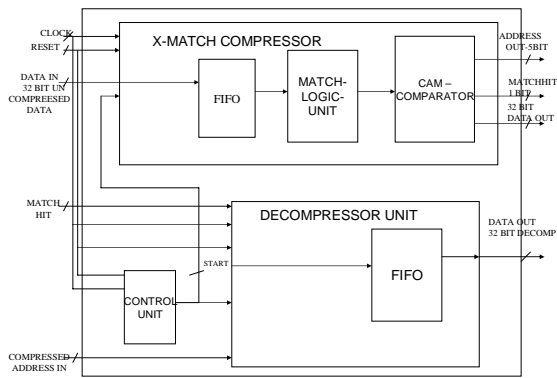 CLOCK
RESET
X-MATCH COMPRESSOR
ADDRESS
OUT-5BIT
DATA IN
32 BIT UN
COMPREESED
DATA
FIFO
MATCH-
LOGIC-
UNIT
CAM –
COMPARATOR
MATCHHIT
1 BIT
32 BIT
DATA OUT
MATCH
HIT
DECOMPRESSOR UNIT
DATA OUT
32 BIT DECOMP
START
FIFO
CONTROL
UNIT
COMPRESSED
ADDRESS IN